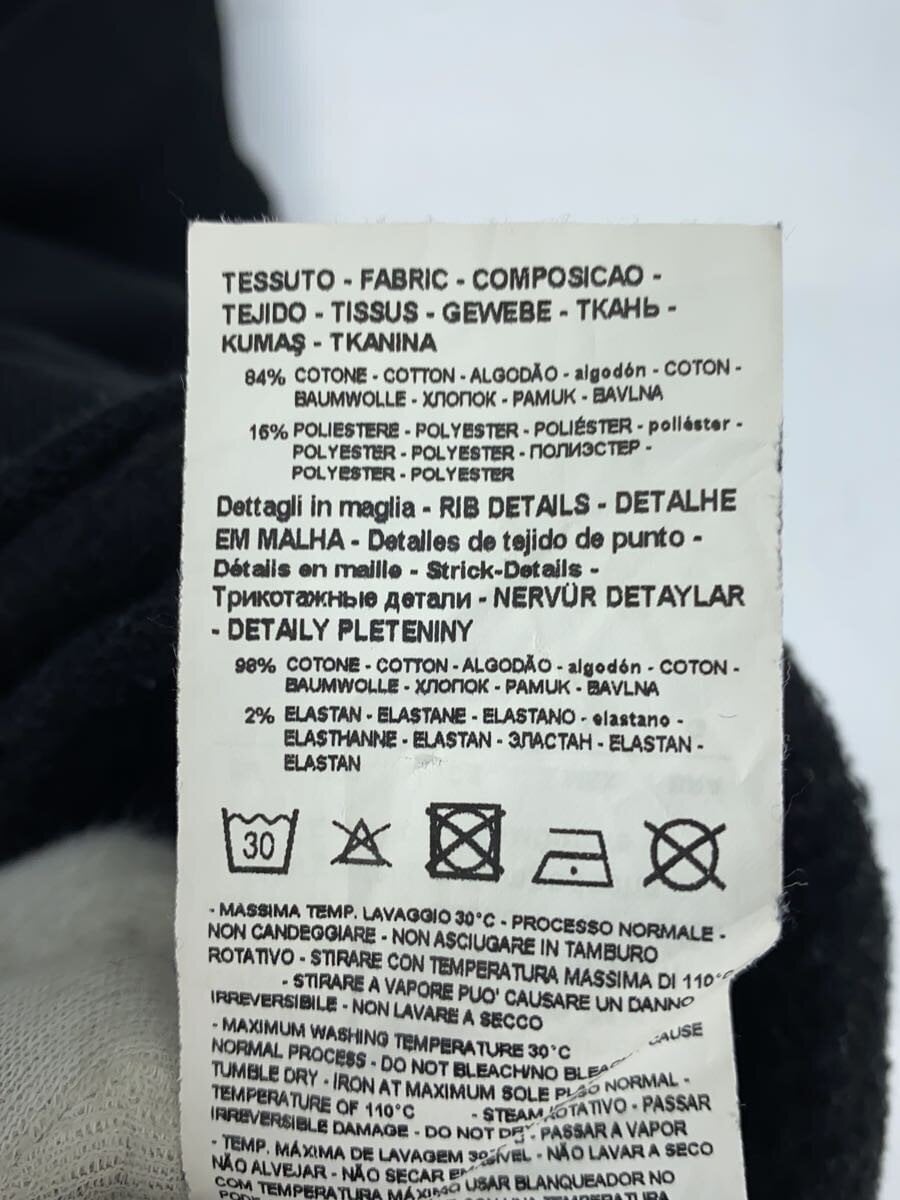 TESSUTO - FABRIC - COMPOSICAO -
TEJIDO - TISSUS - GEWEBE - ТКАНЬ -
KUMAŞ - TKANINA
84% COTONE - COTTON - ALGODÃO - algodón - COTON -
BAUMWOLLE - ХЛОПОК - PAMUK - BAVLNA
16% POLIESTERE - POLYESTER - POLIÉSTER - poliéster -
POLYESTER - POLYESTER - ПОЛИЭСТЕР -
POLYESTER - POLYESTER
Dettagli in maglia - RIB DETAILS - DETALHE
EM MALHA - Detalles de tejido de punto -
Détails en maille - Strick-Details -
Трикотажные детали - NERVÜR DETAYLAR
- DETAILY PLETENINY
98% COTONE - COTTON - ALGODÃO - algodón - COTON -
BAUMWOLLE - ХЛОПОК - PAMUK - BAVLNA
2% ELASTAN - ELASTANE - ELASTANO - elastano -
ELASTHANNE - ELASTAN - ЭЛАСТАН - ELASTAN -
ELASTAN
30
- MASSIMA TEMP. LAVAGGIO 30°C - PROCESSO NORMALE -
NON CANDEGGIARE - NON ASCIUGARE IN TAMBURO
ROTATIVO - STIRARE CON TEMPERATURA MASSIMA DI 110°
- STIRARE A VAPORE PUO' CAUSARE UN DANNO
IRREVERSIBILE - NON LAVARE A SECCO
- MAXIMUM WASHING TEMPERATURE 30°C
CAUSE
NORMAL PROCESS - DO NOT BLEACH/NO
NORMAL -
TUMBLE DRY - IRON AT MAXIMUM SOLE
ROTATIVO - PASSAR
TEMPERATURE OF 110°C - STEAM
PASSAR A VAPOR
IRREVERSIBLE DAMAGE - DO NOT
- NÃO LAVAR A SECO
- TEMP. MÁXIMA DE LAVAGEM
USAR BLANQUEADOR NO
NÃO ALVEJAR - NÃO SECAR
COM TEMPERATURA